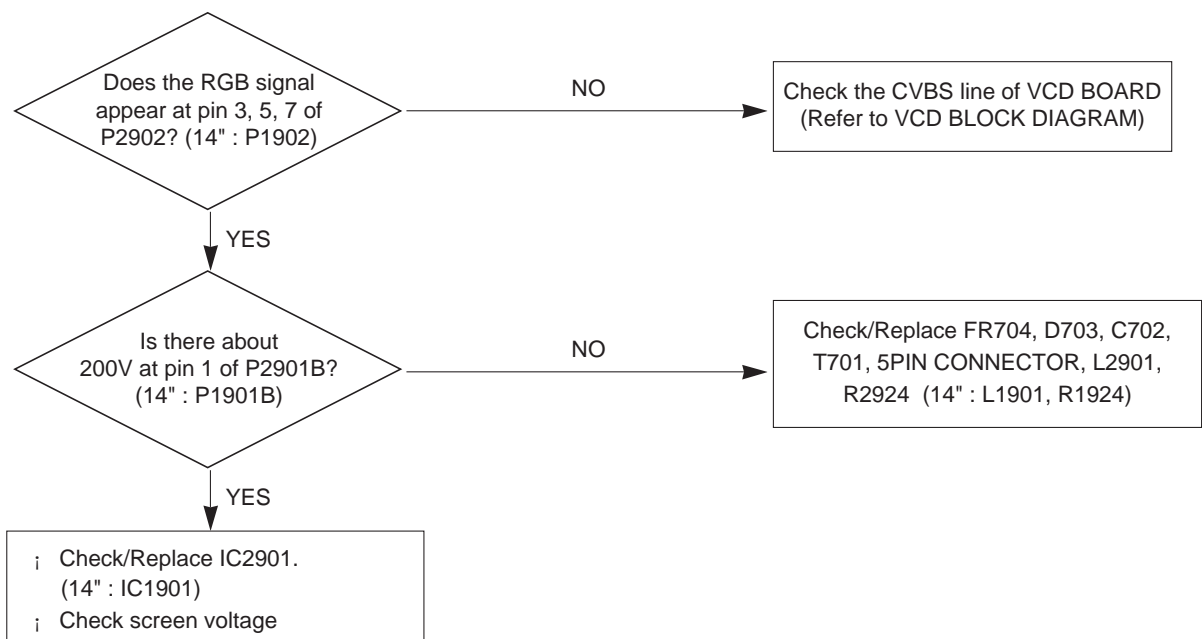 Does the RGB signal
appear at pin 3, 5, 7 of
P2902? (14" : P1902)
NO
Check the CVBS line of VCD BOARD
(Refer to VCD BLOCK DIAGRAM)
YES
Is there about
200V at pin 1 of P2901B?
(14" : P1901B)
NO
Check/Replace FR704, D703, C702,
T701, 5PIN CONNECTOR, L2901,
R2924 (14" : L1901, R1924)
YES
¡ Check/Replace IC2901.
(14" : IC1901)
¡ Check screen voltage